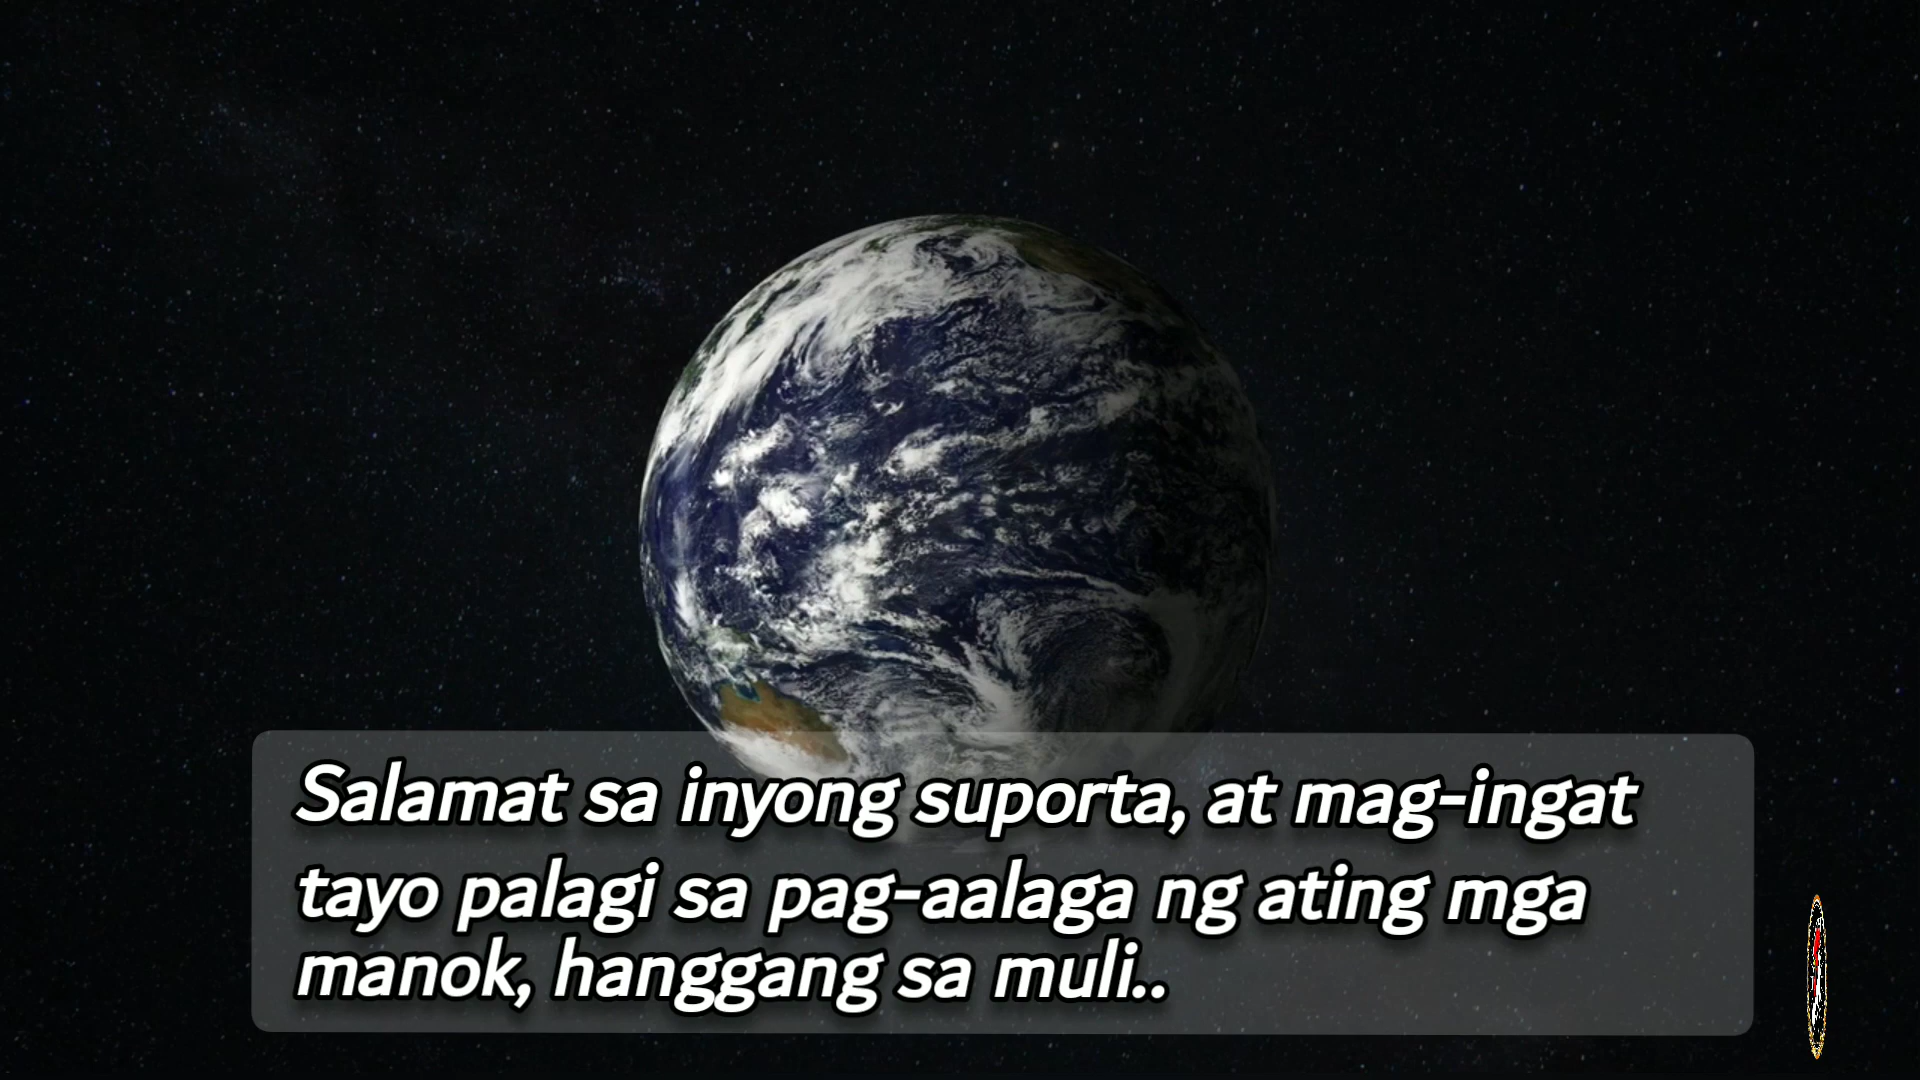 Salamat sa inyong suporta, at mag-ingat
tayo palagi sa pag-aalaga ng ating mga
manok, hanggang sa muli..